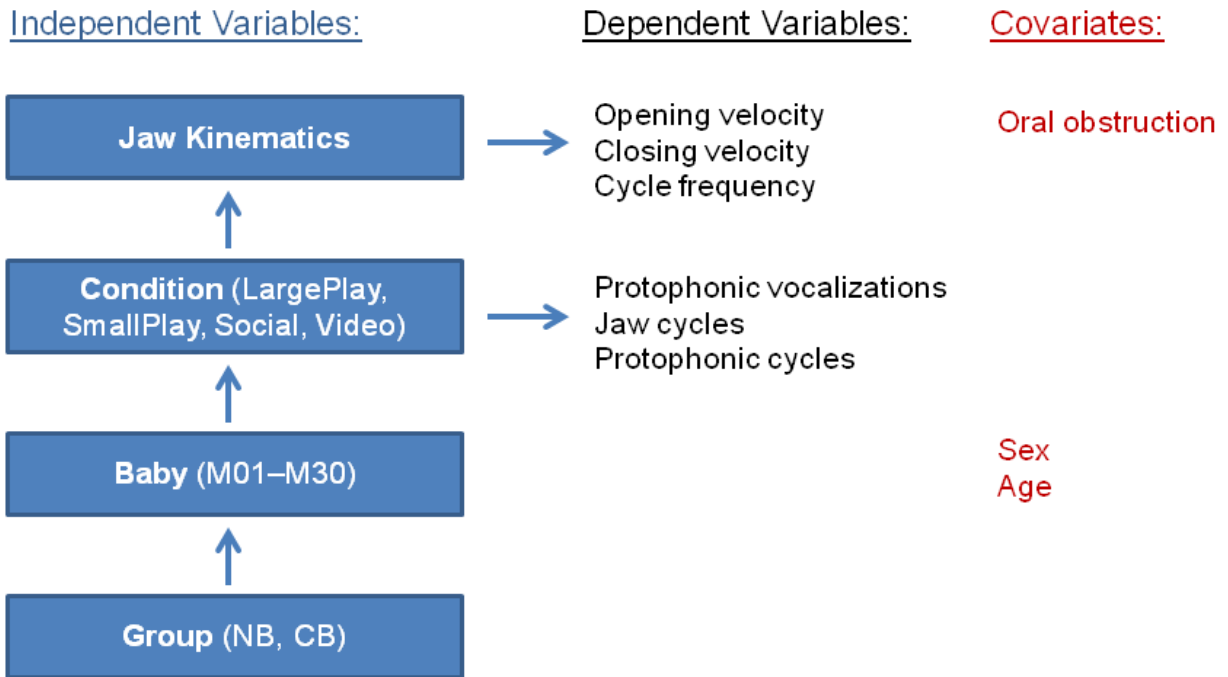 Independent Variables:
Dependent Variables:
Covariates:
Jaw Kinematics
Opening velocity
Closing velocity
Cycle frequency
Oral obstruction
Condition (LargePlay,
SmallPlay, Social, Video)
Protophonic vocalizations
Jaw cycles
Protophonic cycles
Baby (M01–M30)
Sex
Age
Group (NB, CB)